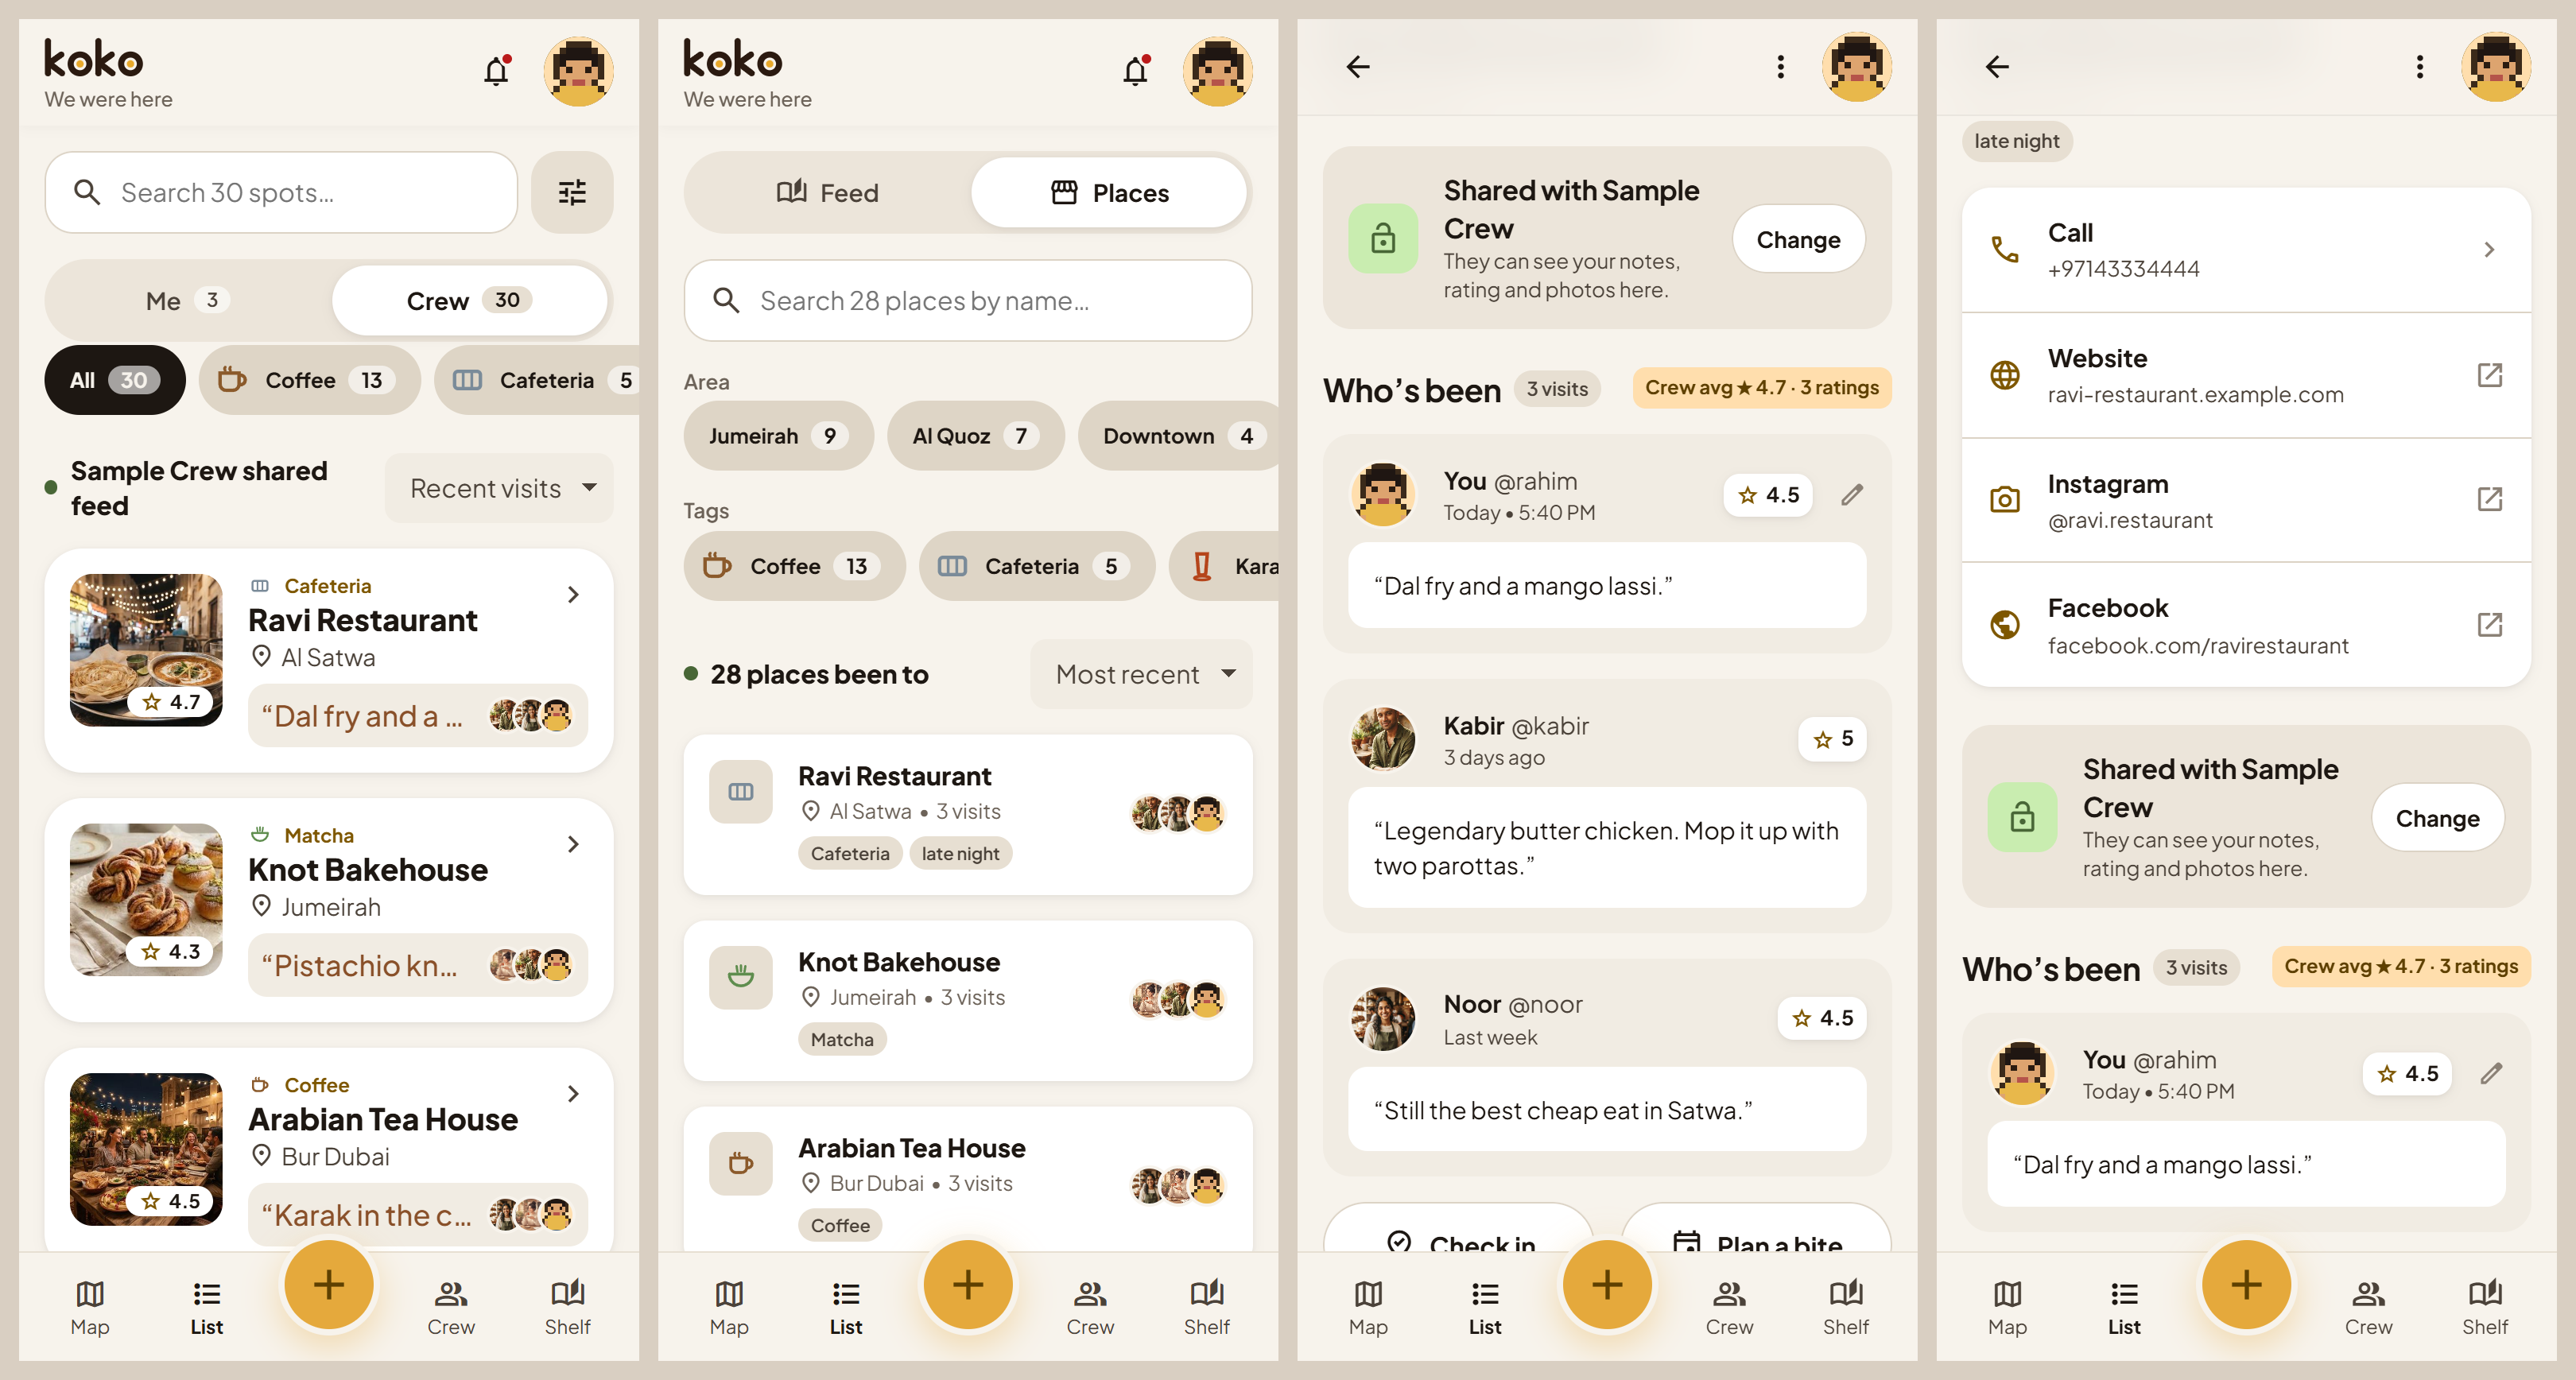 koko
We were here
Search 30 spots...
Me 3
Crew 30
All 30
Coffee 13
Cafeteria 5
Sample Crew shared
feed
Recent visits
Cafeteria
Ravi Restaurant
Al Satwa
4.7
“Dal fry and a ...
Matcha
Knot Bakehouse
Jumeirah
4.3
“Pistachio kn...
Coffee
Arabian Tea House
Bur Dubai
4.5
“Karak in the c...
Map
List
Crew
Shelf
koko
We were here
Feed
Places
Search 28 places by name...
Area
Jumeirah 9
Al Quoz 7
Downtown 4
Tags
Coffee 13
Cafeteria 5
Kara
28 places been to
Most recent
Ravi Restaurant
Al Satwa • 3 visits
Cafeteria
late night
Knot Bakehouse
Jumeirah • 3 visits
Matcha
Arabian Tea House
Bur Dubai • 3 visits
Coffee
Map
List
Crew
Shelf
Shared with Sample
Crew
They can see your notes,
rating and photos here.
Change
Who’s been
3 visits
Crew avg ★ 4.7 · 3 ratings
You @rahim
Today • 5:40 PM
4.5
“Dal fry and a mango lassi.”
Kabir @kabir
3 days ago
5
“Legendary butter chicken. Mop it up with
two parottas.”
Noor @noor
Last week
4.5
“Still the best cheap eat in Satwa.”
Check in
Plan a bite
Map
List
Crew
Shelf
late night
Call
+97143334444
Website
ravi-restaurant.example.com
Instagram
@ravi.restaurant
Facebook
facebook.com/ravirestaurant
Shared with Sample
Crew
They can see your notes,
rating and photos here.
Change
Who’s been
3 visits
Crew avg ★ 4.7 · 3 ratings
You @rahim
Today • 5:40 PM
4.5
“Dal fry and a mango lassi.”
Map
List
Crew
Shelf